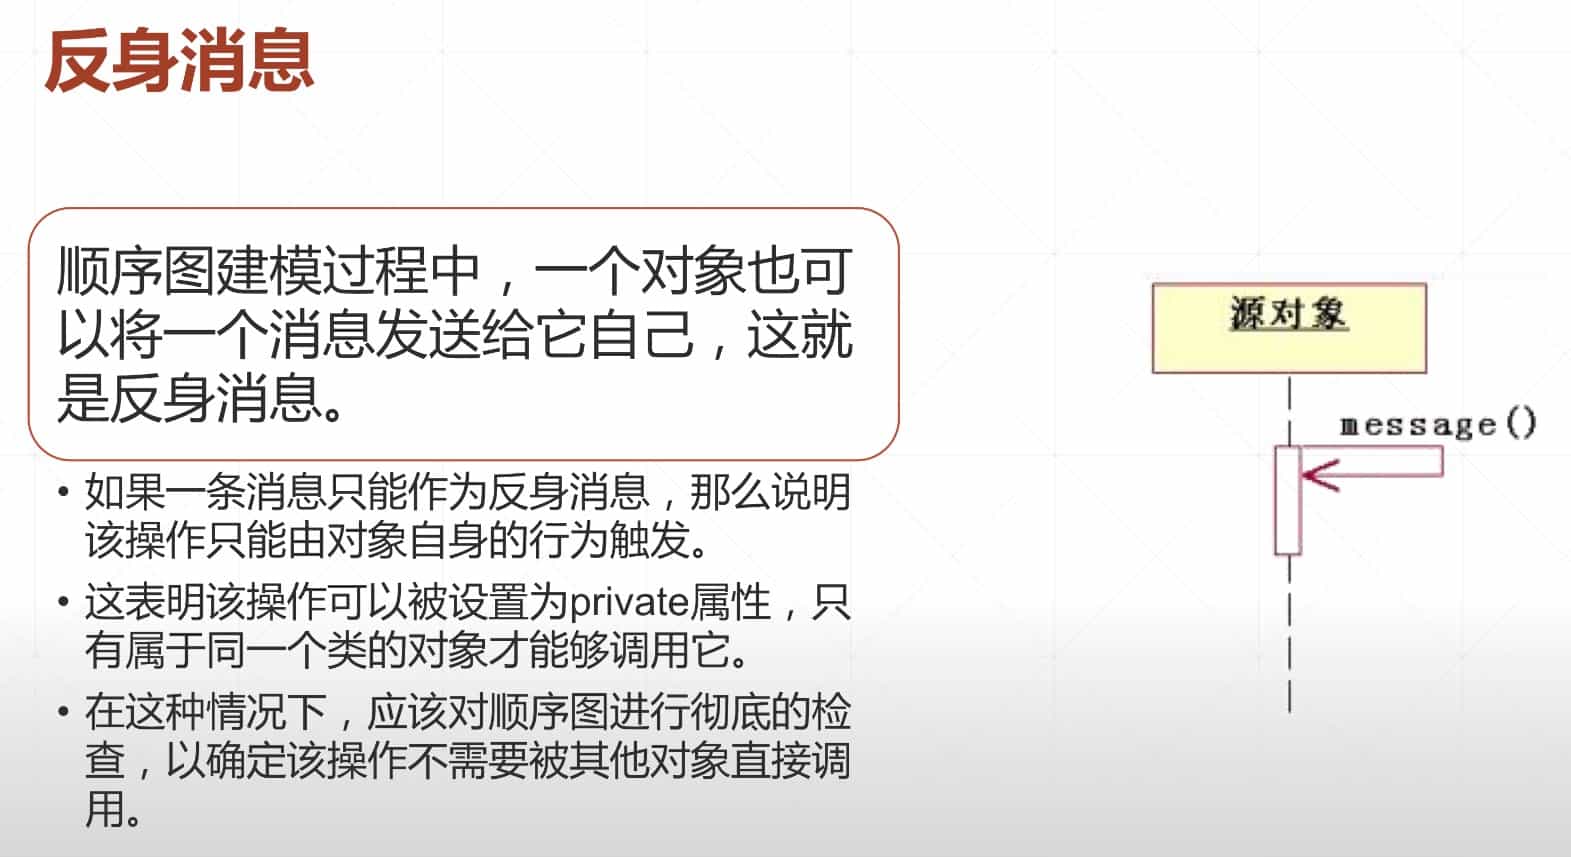 反身消息
顺序图建模过程中，一个对象也可
以将一个消息发送给它自己，这就
是反身消息。
• 如果一条消息只能作为反身消息，那么说明
该操作只能由对象自身的行为触发。
• 这表明该操作可以被设置为private属性，只
有属于同一个类的对象才能够调用它。
• 在这种情况下，应该对顺序图进行彻底的检
查，以确定该操作不需要被其他对象直接调
用。
源对象
message()